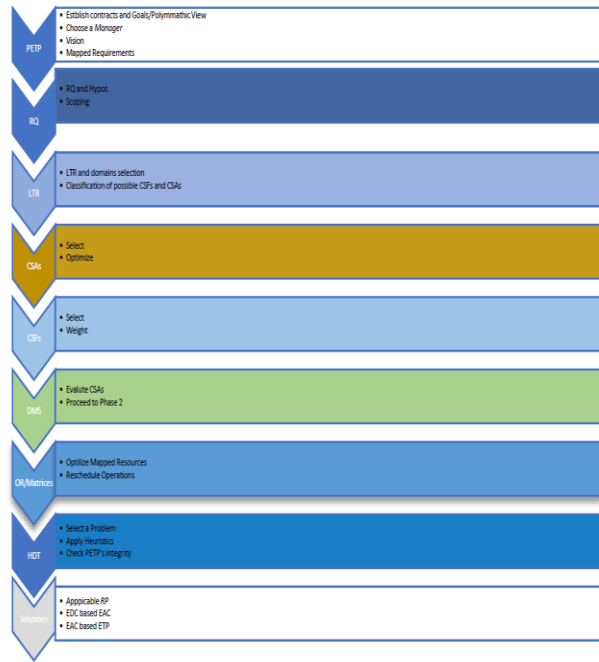 PETP
• Estblish contracts and Goals/Polymmathic View
• Choose a Manager
• Vision
• Mapped Requirements
RQ
• RQ and Hypos
• Scoping
LTR
• LTR and domains selection
• Classification of possible CSFs and CSAs
CSAs
• Select
• Optimize
CSFs
• Select
• Weight
DMS
• Evalute CSAs
• Proceed to Phase 2
OR/Matrices
• Optilize Mapped Resources
• Reschedule Operations
HDT
• Select a Problem
• Apply Heuristics
• Check PETP's integrity
Solutions
• Apppicable RP
• EDC based EAC
• EAC based ETP